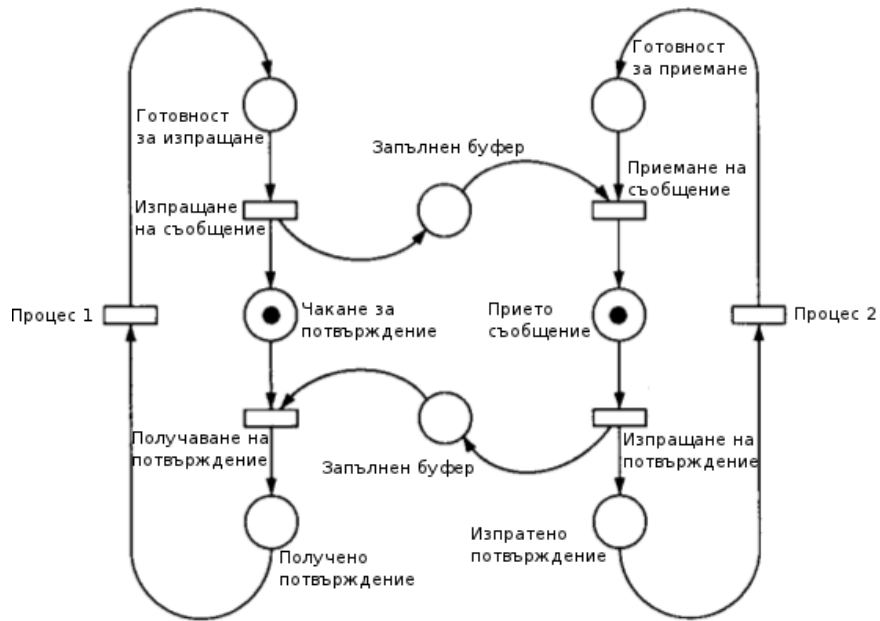 Готовност
за приемане
Готовност
за изпращане
Запълнен буфер
Приемане на
съобщение
Изпращане
на съобщение
Процес 1
Чакане за
потвърждение
Прието
съобщение
Процес 2
Получаване на
потвърждение
Запълнен буфер
Изпращане на
потвърждение
Получено
потвърждение
Изпратено
потвърждение